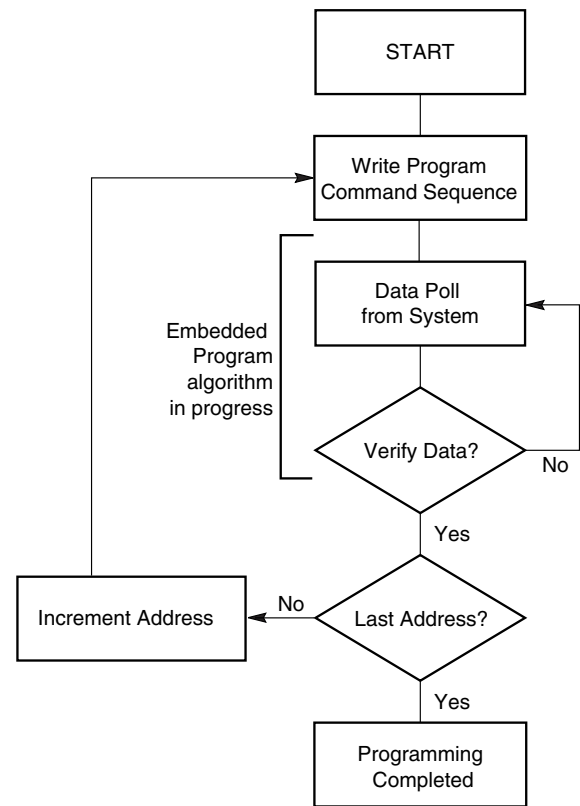 START
Write Program
Command Sequence
Data Poll
from System
Embedded
Program
algorithm
in progress
Verify Data?
No
Yes
Increment Address
No
Last Address?
Yes
Programming
Completed